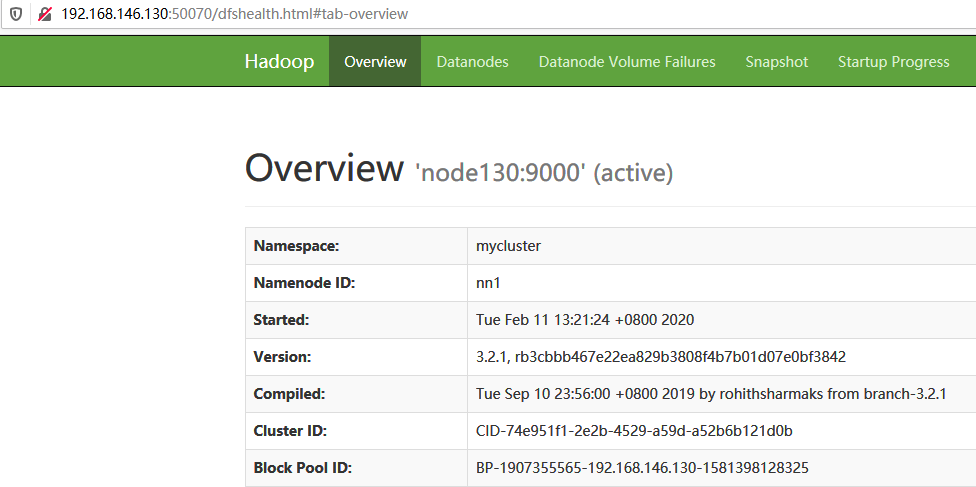 192.168.146.130:50070/dfshealth.html#tab-overview
Hadoop Overview Datanodes Datanode Volume Failures Snapshot Startup Progress
Overview 'node130:9000' (active)
Namespace: mycluster
Namenode ID: nn1
Started: Tue Feb 11 13:21:24 +0800 2020
Version: 3.2.1, rb3cbbb467e22ea829b3808f4b7b01d07e0bf3842
Compiled: Tue Sep 10 23:56:00 +0800 2019 by rohithsharmaks from branch-3.2.1
Cluster ID: CID-74e951f1-2e2b-4529-a59d-a52b6b121d0b
Block Pool ID: BP-1907355565-192.168.146.130-1581398128325